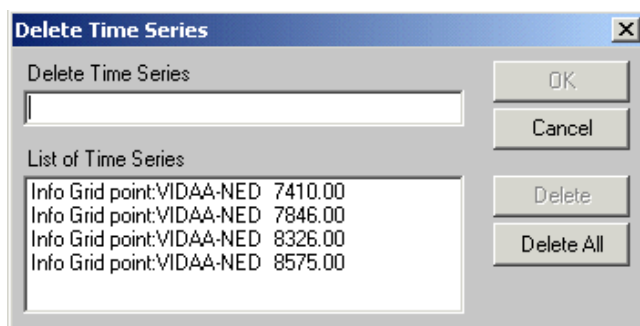 Delete Time Series
Delete Time Series
OK
Cancel
List of Time Series
Info Grid point:VIDAA-NED 7410.00
Info Grid point:VIDAA-NED 7846.00
Info Grid point:VIDAA-NED 8326.00
Info Grid point:VIDAA-NED 8575.00
Delete
Delete All